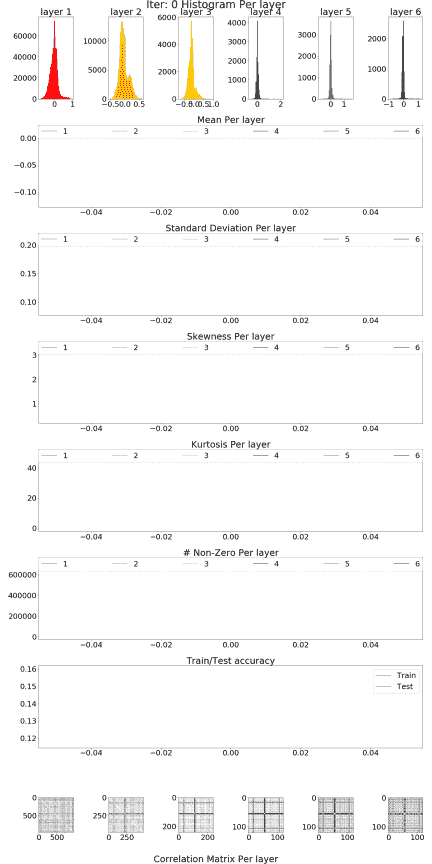 Iter: 0 Histogram Per layer
layer 1 layer 2 layer 3 layer 4 layer 5 layer 6
60000 40000 20000 0
10000 5000 0
6000 4000 2000 0
4000 3000 2000 1000 0
3000 2000 1000 0
2000 1000 0
0 1 −0.50.0 0.5 0.00.51.0 0 2 0 1 −1 0 1
Mean Per layer
1 2 3 4 5 6
0.00
−0.05
−0.10
−0.04 −0.02 0.00 0.02 0.04
Standard Deviation Per layer
1 2 3 4 5 6
0.20
0.15
0.10
−0.04 −0.02 0.00 0.02 0.04
Skewness Per layer
1 2 3 4 5 6
3
2
1
−0.04 −0.02 0.00 0.02 0.04
Kurtosis Per layer
1 2 3 4 5 6
40
20
0
−0.04 −0.02 0.00 0.02 0.04
# Non-Zero Per layer
1 2 3 4 5 6
600000
400000
200000
0
−0.04 −0.02 0.00 0.02 0.04
Train/Test accuracy
Train
Test
0.16
0.15
0.14
0.13
0.12
−0.04 −0.02 0.00 0.02 0.04
0 0 0 0 0 0
500 250 200 100 100 100
0 500 0 250 0 200 0 100 0 100 0 100
Correlation Matrix Per layer